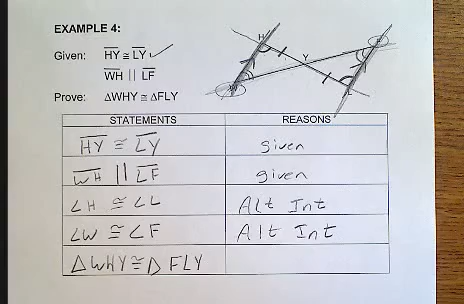 EXAMPLE 4:
Given: HY ≅ LY ✓
WH || LF
Prove: ΔWHY ≅ ΔFLY
H
Y
F
STATEMENTS REASONS
HY ≅ LY given
WH || LF given
∠H ≅ ∠L Alt Int
∠W ≅ ∠F Alt Int
ΔWHY ≅ Δ FLY